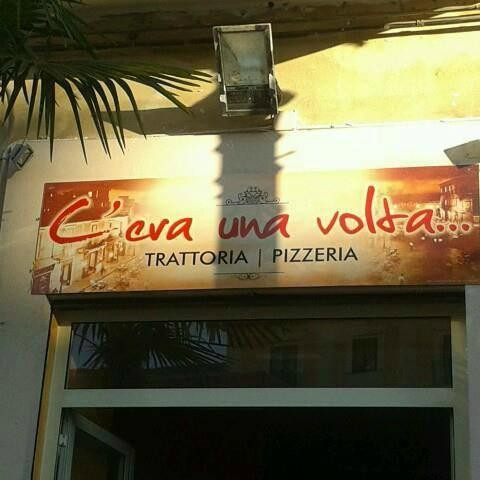 C'era una volta...
TRATTORIA | PIZZERIA